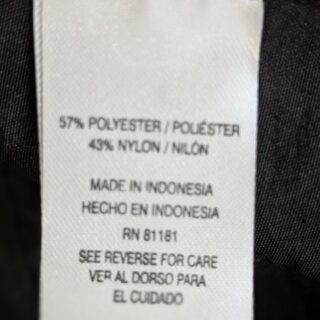 57% POLYESTER / POLIÉSTER
43% NYLON / NILÓN
MADE IN INDONESIA
HECHO EN INDONESIA
RN 81181
SEE REVERSE FOR CARE
VER AL DORSO PARA
EL CUIDADO